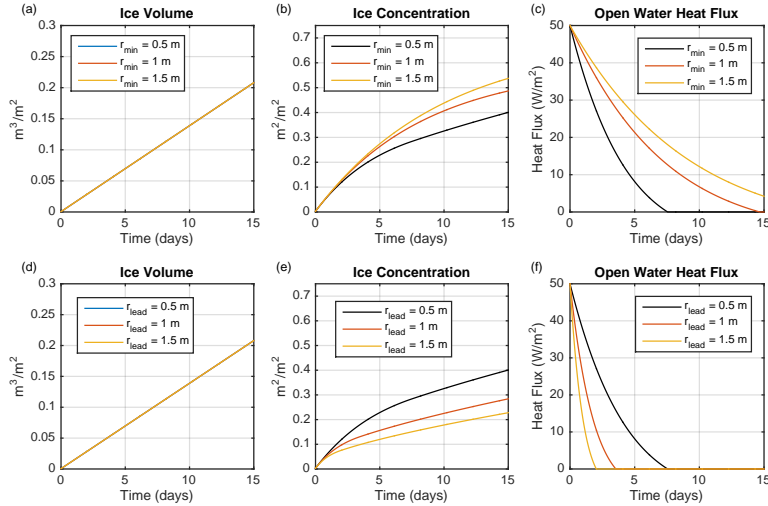 (a)
Ice Volume
0.3
0.25
0.2
0.15
0.1
0.05
0
m³/m²
r_min = 0.5 m
r_min = 1 m
r_min = 1.5 m
0 5 10 15
Time (days)
(b)
Ice Concentration
0.7
0.6
0.5
0.4
0.3
0.2
0.1
0
m²/m²
r_min = 0.5 m
r_min = 1 m
r_min = 1.5 m
0 5 10 15
Time (days)
(c)
Open Water Heat Flux
50
40
30
20
10
0
Heat Flux (W/m²)
r_min = 0.5 m
r_min = 1 m
r_min = 1.5 m
0 5 10 15
Time (days)
(d)
Ice Volume
0.3
0.25
0.2
0.15
0.1
0.05
0
m³/m²
r_lead = 0.5 m
r_lead = 1 m
r_lead = 1.5 m
0 5 10 15
Time (days)
(e)
Ice Concentration
0.7
0.6
0.5
0.4
0.3
0.2
0.1
0
m²/m²
r_lead = 0.5 m
r_lead = 1 m
r_lead = 1.5 m
0 5 10 15
Time (days)
(f)
Open Water Heat Flux
50
40
30
20
10
0
Heat Flux (W/m²)
r_lead = 0.5 m
r_lead = 1 m
r_lead = 1.5 m
0 5 10 15
Time (days)